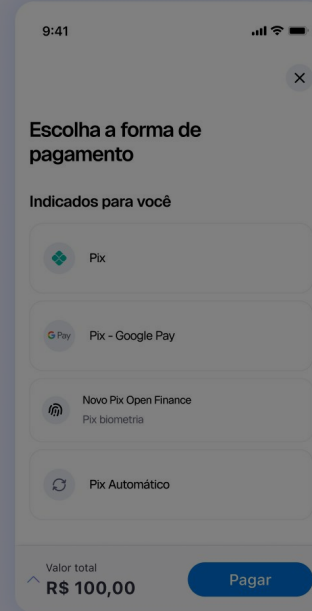 9:41
Escolha a forma de
pagamento
Indicados para você
Pix
G Pay
Pix - Google Pay
Novo Pix Open Finance
Pix biometria
Pix Automático
Valor total
R$ 100,00
Pagar